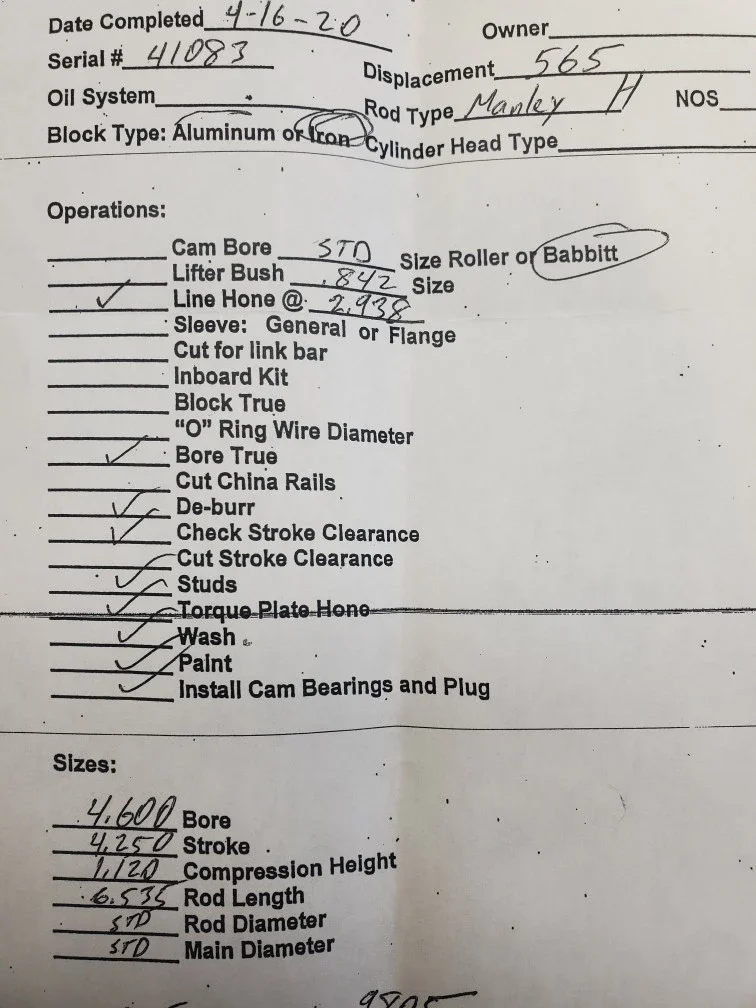 Date Completed 4-16-20 Owner
Serial # 41083 Displacement 565
Oil System Rod Type Manley H NOS
Block Type: Aluminum or Iron Cylinder Head Type
Operations:
Cam Bore STD Size Roller or Babbitt
Lifter Bush .842 Size
✓ Line Hone @ 2.938
Sleeve: General or Flange
Cut for link bar
Inboard Kit
Block True
"O" Ring Wire Diameter
✓ Bore True
Cut China Rails
✓ De-burr
✓ Check Stroke Clearance
Cut Stroke Clearance
✓ Studs
✓ Torque Plate Hone
✓ Wash
✓ Paint
✓ Install Cam Bearings and Plug
Sizes:
4.600 Bore
4.250 Stroke
1.120 Compression Height
6.535 Rod Length
STD Rod Diameter
STD Main Diameter